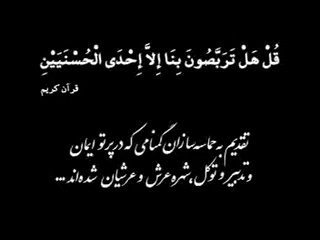 قُلْ هَلْ تَرَبَّصُونَ بِنَا إِلاَّ إِحْدَى الْحُسْنَيَيْنِ
قرآن کریم
تقدیم به حماسه‌سازان گمنامی که در پرتو ایمان
و تدبیر و توکل، شهره عرش و عرشیان شده‌اند ...